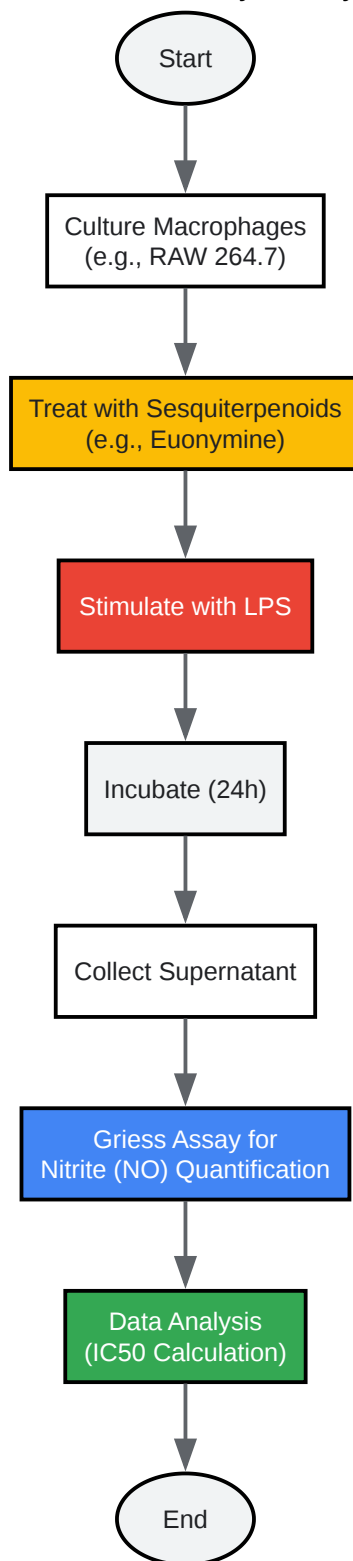 Start
Culture Macrophages
(e.g., RAW 264.7)
Treat with Sesquiterpenoids
(e.g., Euonymine)
Stimulate with LPS
Incubate (24h)
Collect Supernatant
Griess Assay for
Nitrite (NO) Quantification
Data Analysis
(IC50 Calculation)
End